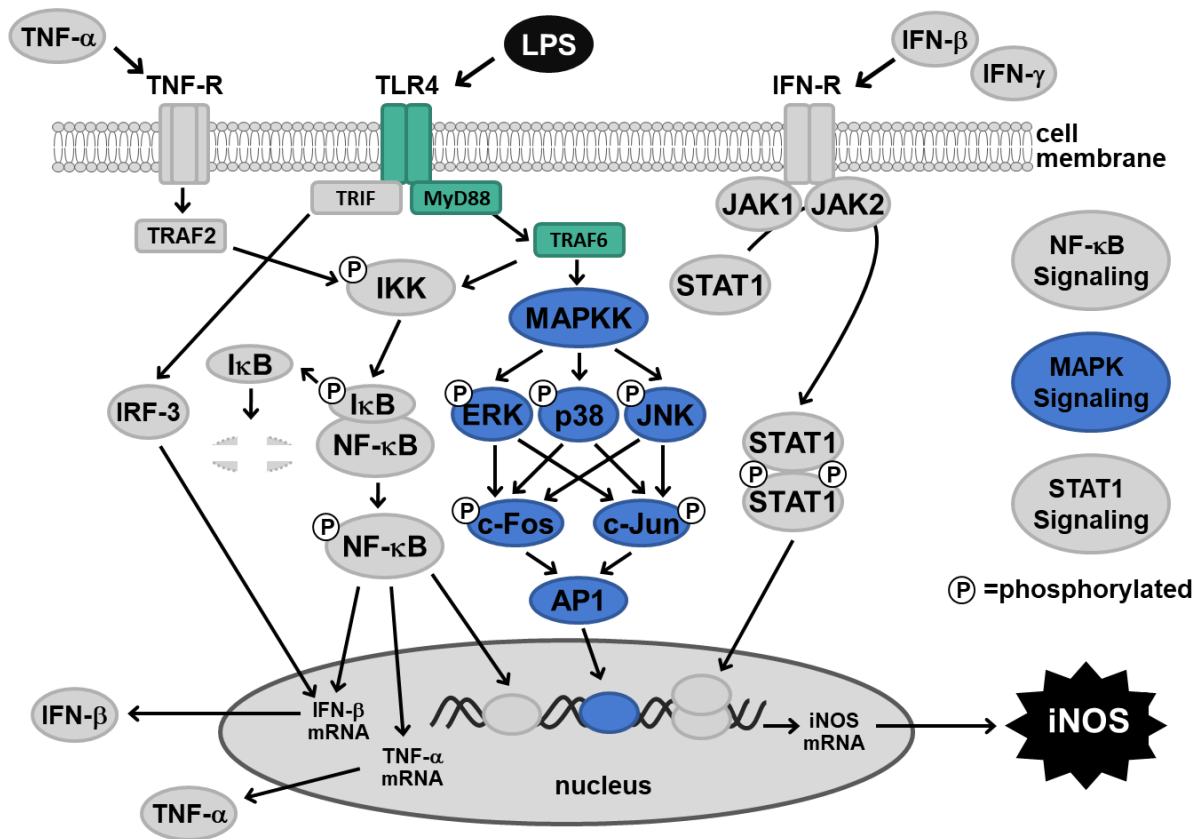 TNF-α
LPS
IFN-β
IFN-γ
TNF-R
TLR4
IFN-R
cell
membrane
TRIF
MyD88
JAK1
JAK2
TRAF2
TRAF6
NF-κB
Signaling
P
IKK
STAT1
MAPKK
IκB
MAPK
Signaling
P
IκB
P
ERK
P
p38
P
JNK
IRF-3
NF-κB
STAT1
P
P
STAT1
STAT1
Signaling
P
NF-κB
P
c-Fos
c-Jun
P
AP1
P =phosphorylated
IFN-β
IFN-β
mRNA
iNOS
mRNA
iNOS
TNF-α
mRNA
nucleus
TNF-α